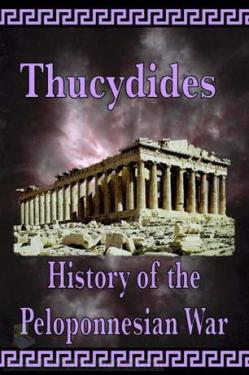 Thucydides
History of the
Peloponnesian War